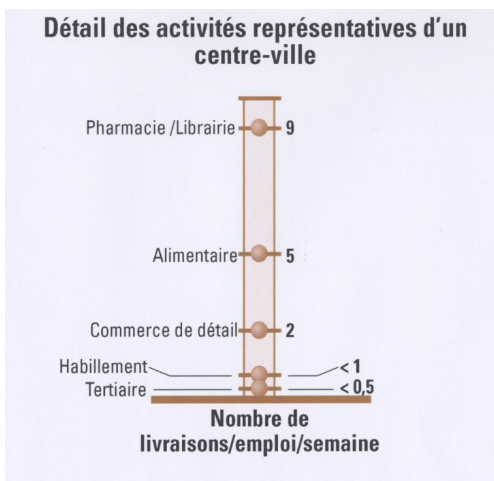 Détail des activités représentatives d'un
centre-ville
Pharmacie /Librairie 9
Alimentaire 5
Commerce de détail 2
Habillement < 1
Tertiaire < 0,5
Nombre de
livraisons/emploi/semaine